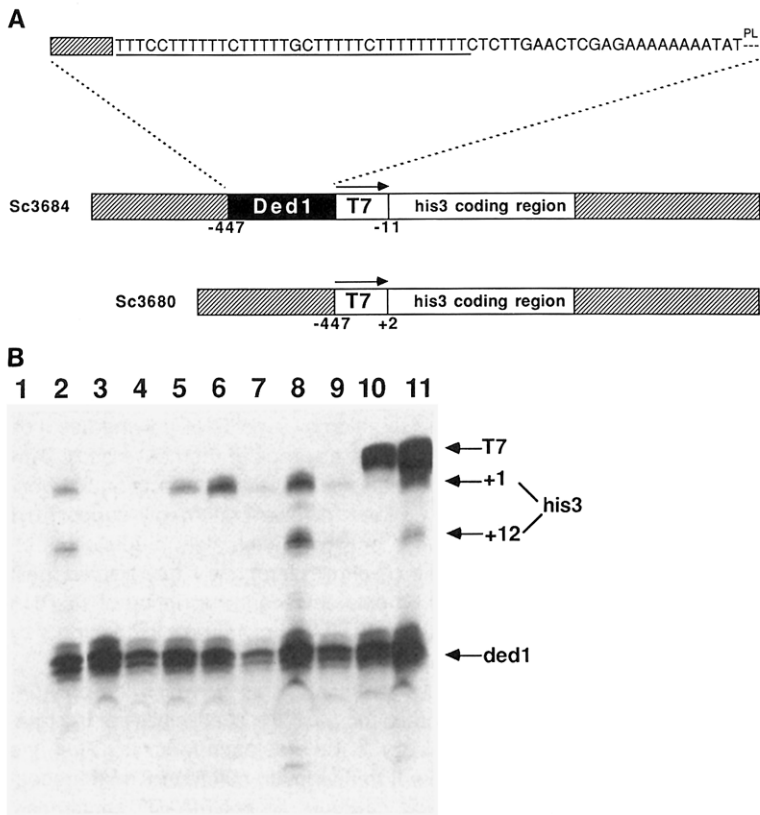 A
PL
TTTCCTTTTTTCTTTTTGCTTTTTCTTTTTTTTTCTCTTGAACTCGAGAAAAAAAATAT---
Sc3684 Ded1 T7 his3 coding region
-447 -11
Sc3680 T7 his3 coding region
-447 +2
B
1 2 3 4 5 6 7 8 9 10 11
T7
+1
his3
+12
ded1